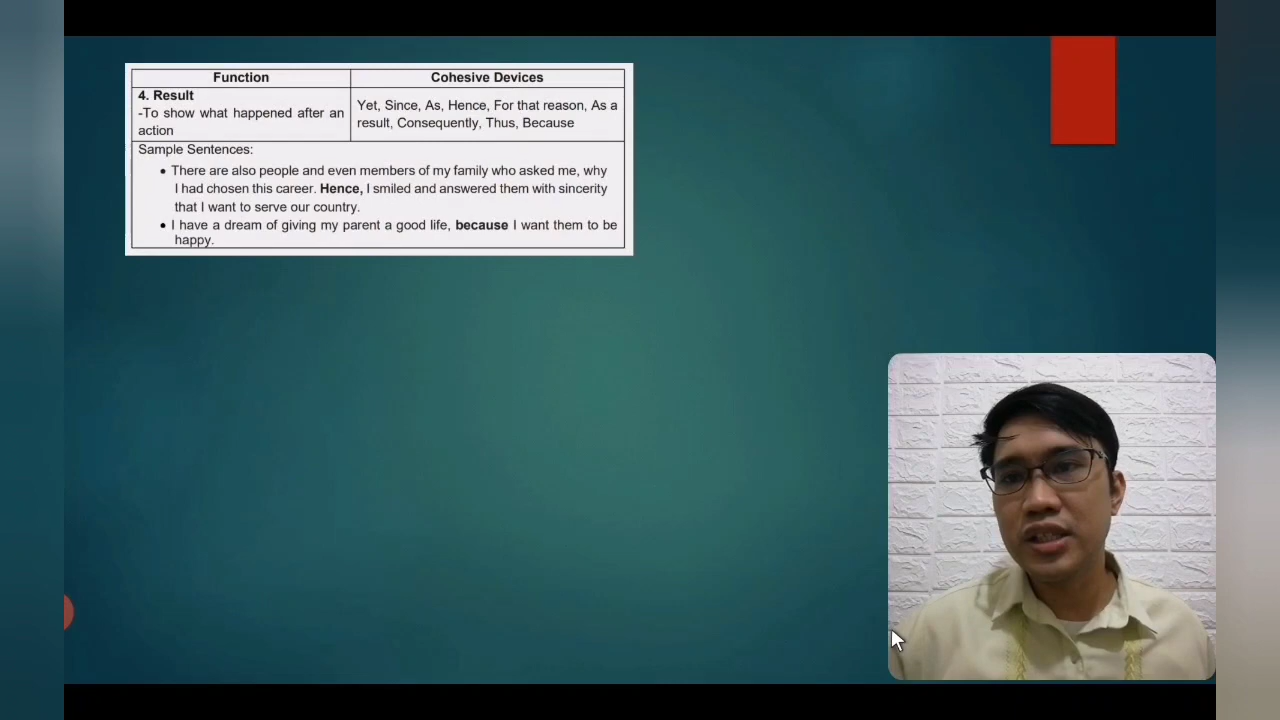 Function
Cohesive Devices
4. Result
-To show what happened after an
action
Yet, Since, As, Hence, For that reason, As a
result, Consequently, Thus, Because
Sample Sentences:
• There are also people and even members of my family who asked me, why
I had chosen this career. Hence, I smiled and answered them with sincerity
that I want to serve our country.
• I have a dream of giving my parent a good life, because I want them to be
happy.